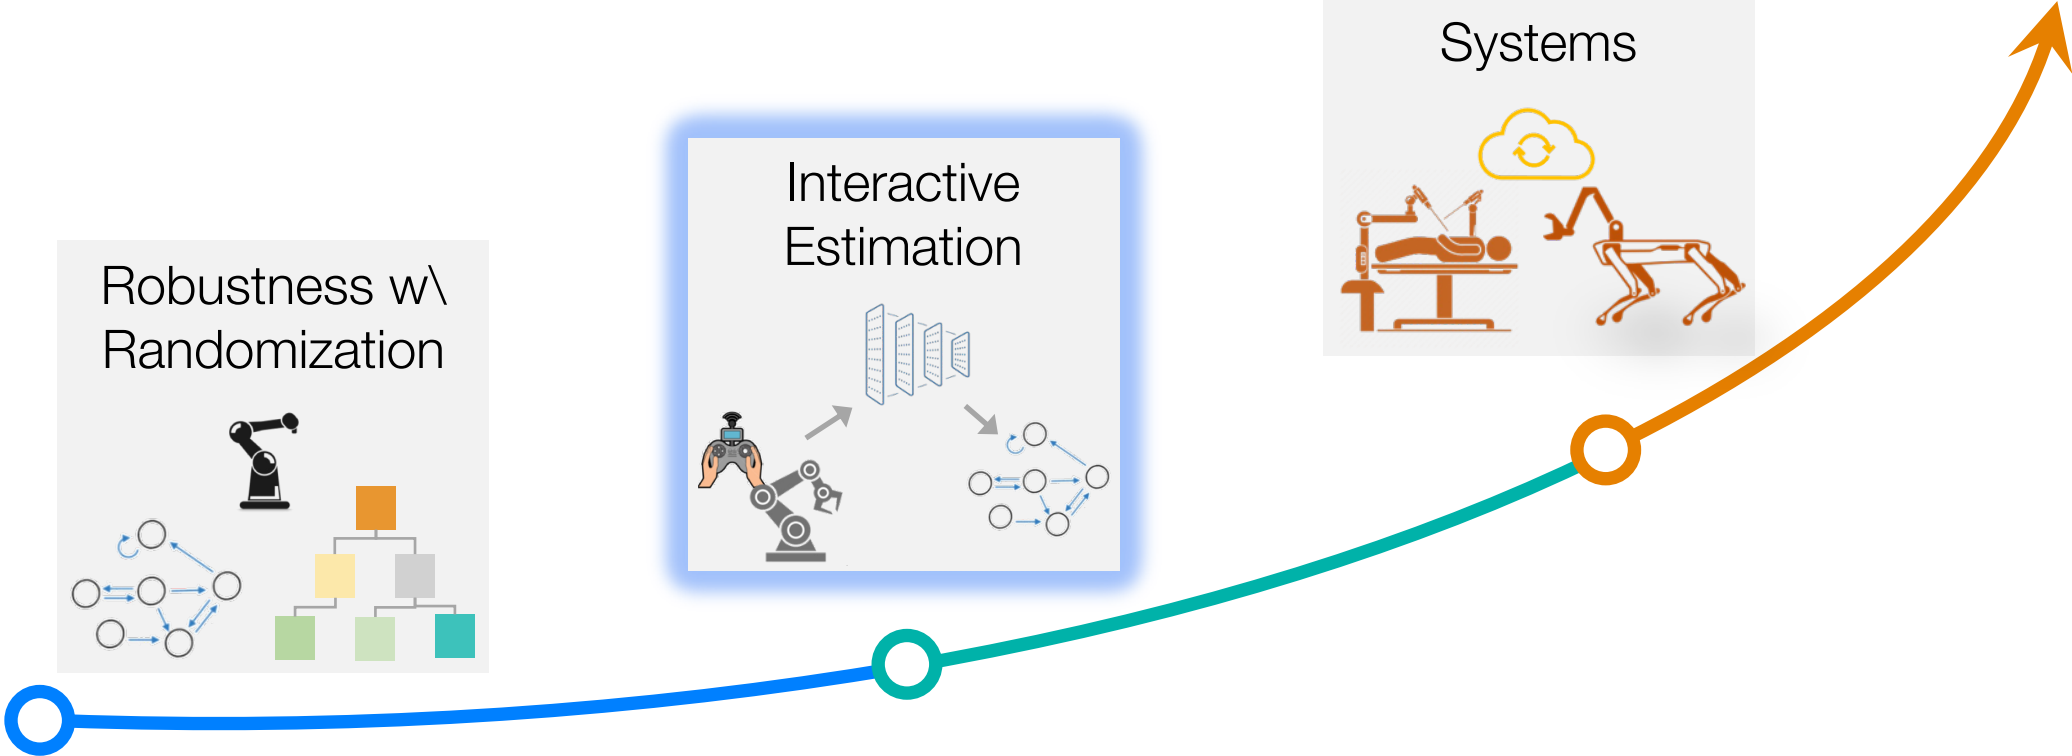 Robustness w\
Randomization
Interactive
Estimation
Systems